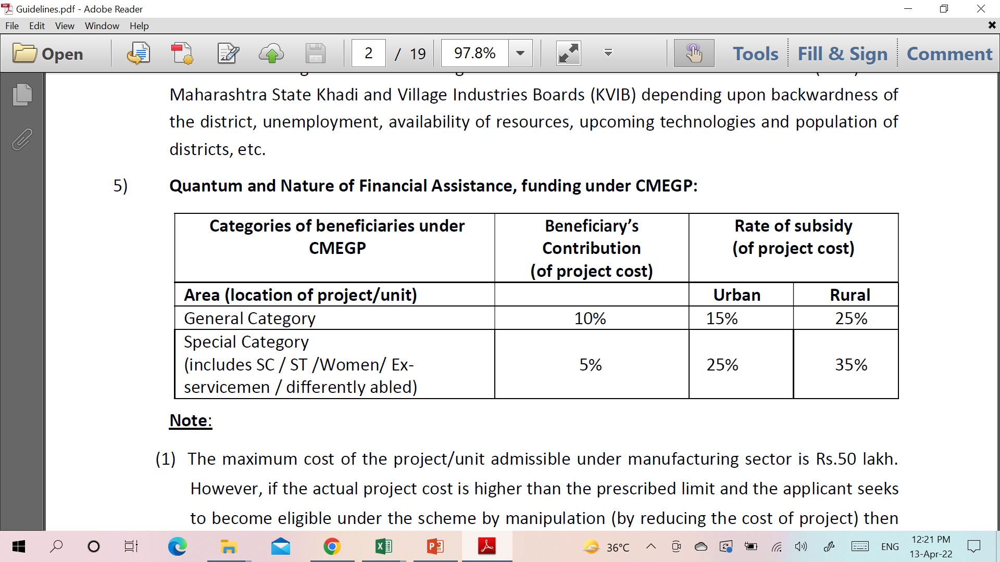 Guidelines.pdf - Adobe Reader
File Edit View Window Help
Open 2 / 19 97.8% Tools Fill & Sign Comment
Maharashtra State Khadi and Village Industries Boards (KVIB) depending upon backwardness of
the district, unemployment, availability of resources, upcoming technologies and population of
districts, etc.
5) Quantum and Nature of Financial Assistance, funding under CMEGP:
Categories of beneficiaries under
CMEGP
Beneficiary’s
Contribution
(of project cost)
Rate of subsidy
(of project cost)
Area (location of project/unit) Urban Rural
General Category 10% 15% 25%
Special Category
(includes SC / ST /Women/ Ex-
servicemen / differently abled)
5% 25% 35%
Note:
(1) The maximum cost of the project/unit admissible under manufacturing sector is Rs.50 lakh.
However, if the actual project cost is higher than the prescribed limit and the applicant seeks
to become eligible under the scheme by manipulation (by reducing the cost of project) then
36°C ENG 12:21 PM
13-Apr-22